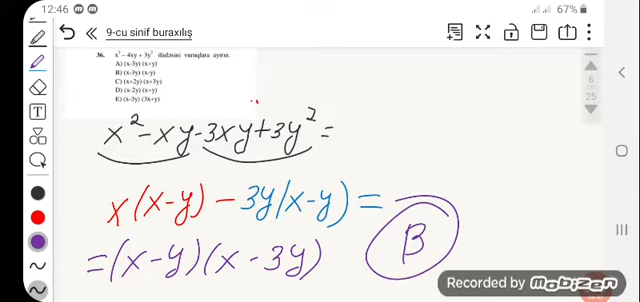 12:46
67%
9-cu sinif buraxılış
36. x² – 4xy + 3y² ifadəsini vuruqlara ayırın.
A) (x-3y) (x+y)
B) (x-3y) (x-y)
C) (x+2y) (x+3y)
D) (x-2y) (x+y)
E) (x-3y) (3x+y)
6
25
T
x² – xy – 3xy + 3y² =
x (x – y) – 3y (x – y) =
= (x – y) (x – 3y)
B
Recorded by mobizen